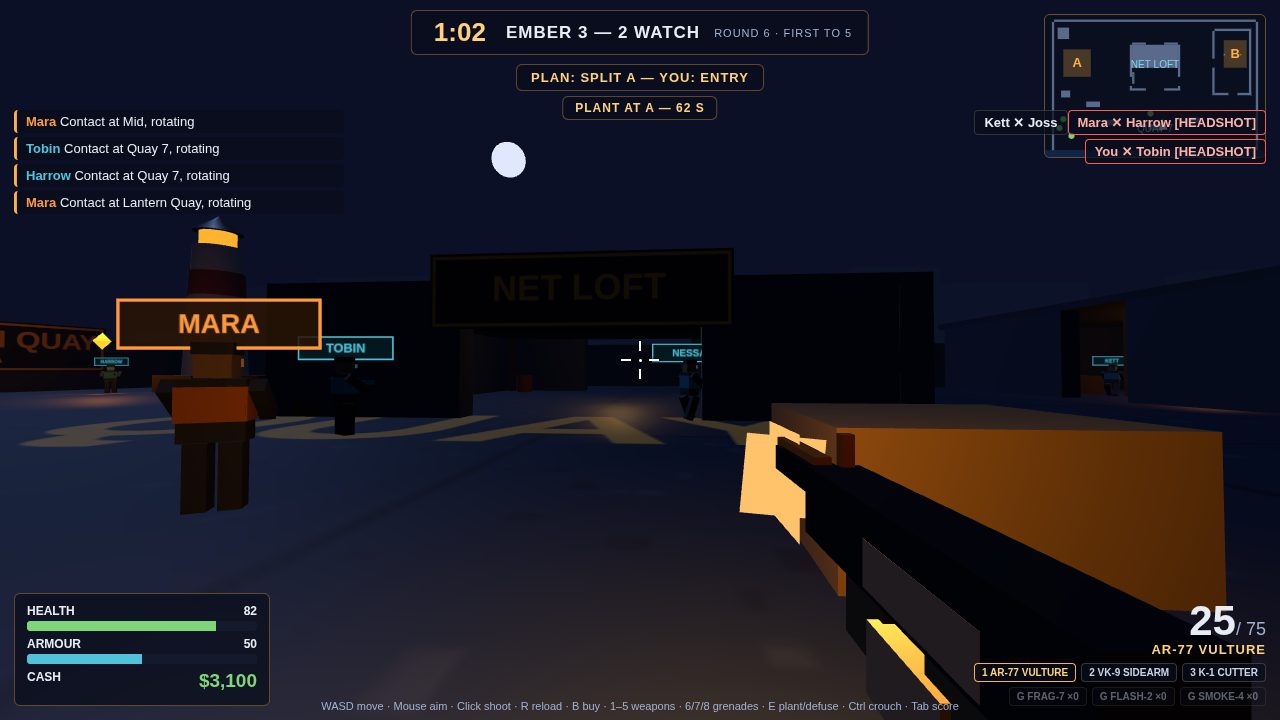 1:02 EMBER 3 — 2 WATCH ROUND 6 · FIRST TO 5
PLAN: SPLIT A — YOU: ENTRY
PLANT AT A — 62 S
A
NET LOFT
B
Kett ✕ Joss
Mara ✕ Harrow [HEADSHOT]
You ✕ Tobin [HEADSHOT]
Mara Contact at Mid, rotating
Tobin Contact at Quay 7, rotating
Harrow Contact at Quay 7, rotating
Mara Contact at Lantern Quay, rotating
NET LOFT
QUAY
MARA
TOBIN
HARROW
NESSA
KETT
HEALTH 82
ARMOUR 50
CASH $3,100
25 / 75
AR-77 VULTURE
1 AR-77 VULTURE 2 VK-9 SIDEARM 3 K-1 CUTTER
G FRAG-7 ×0 G FLASH-2 ×0 G SMOKE-4 ×0
WASD move · Mouse aim · Click shoot · R reload · B buy · 1–5 weapons · 6/7/8 grenades · E plant/defuse · Ctrl crouch · Tab score